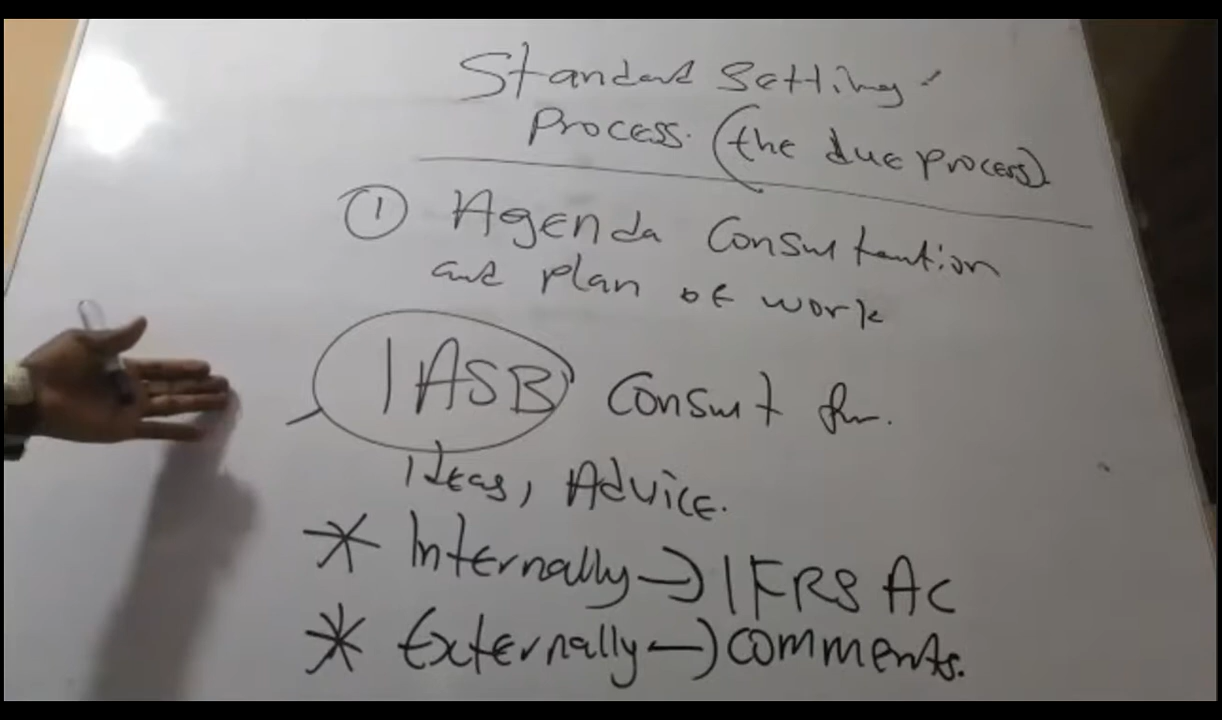 Standard Setting
Process. (the due process)
① Agenda Consultation
and plan of work
IASB Consult for
Ideas, Advice.
* Internally → IFRS AC
* Externally → comments.